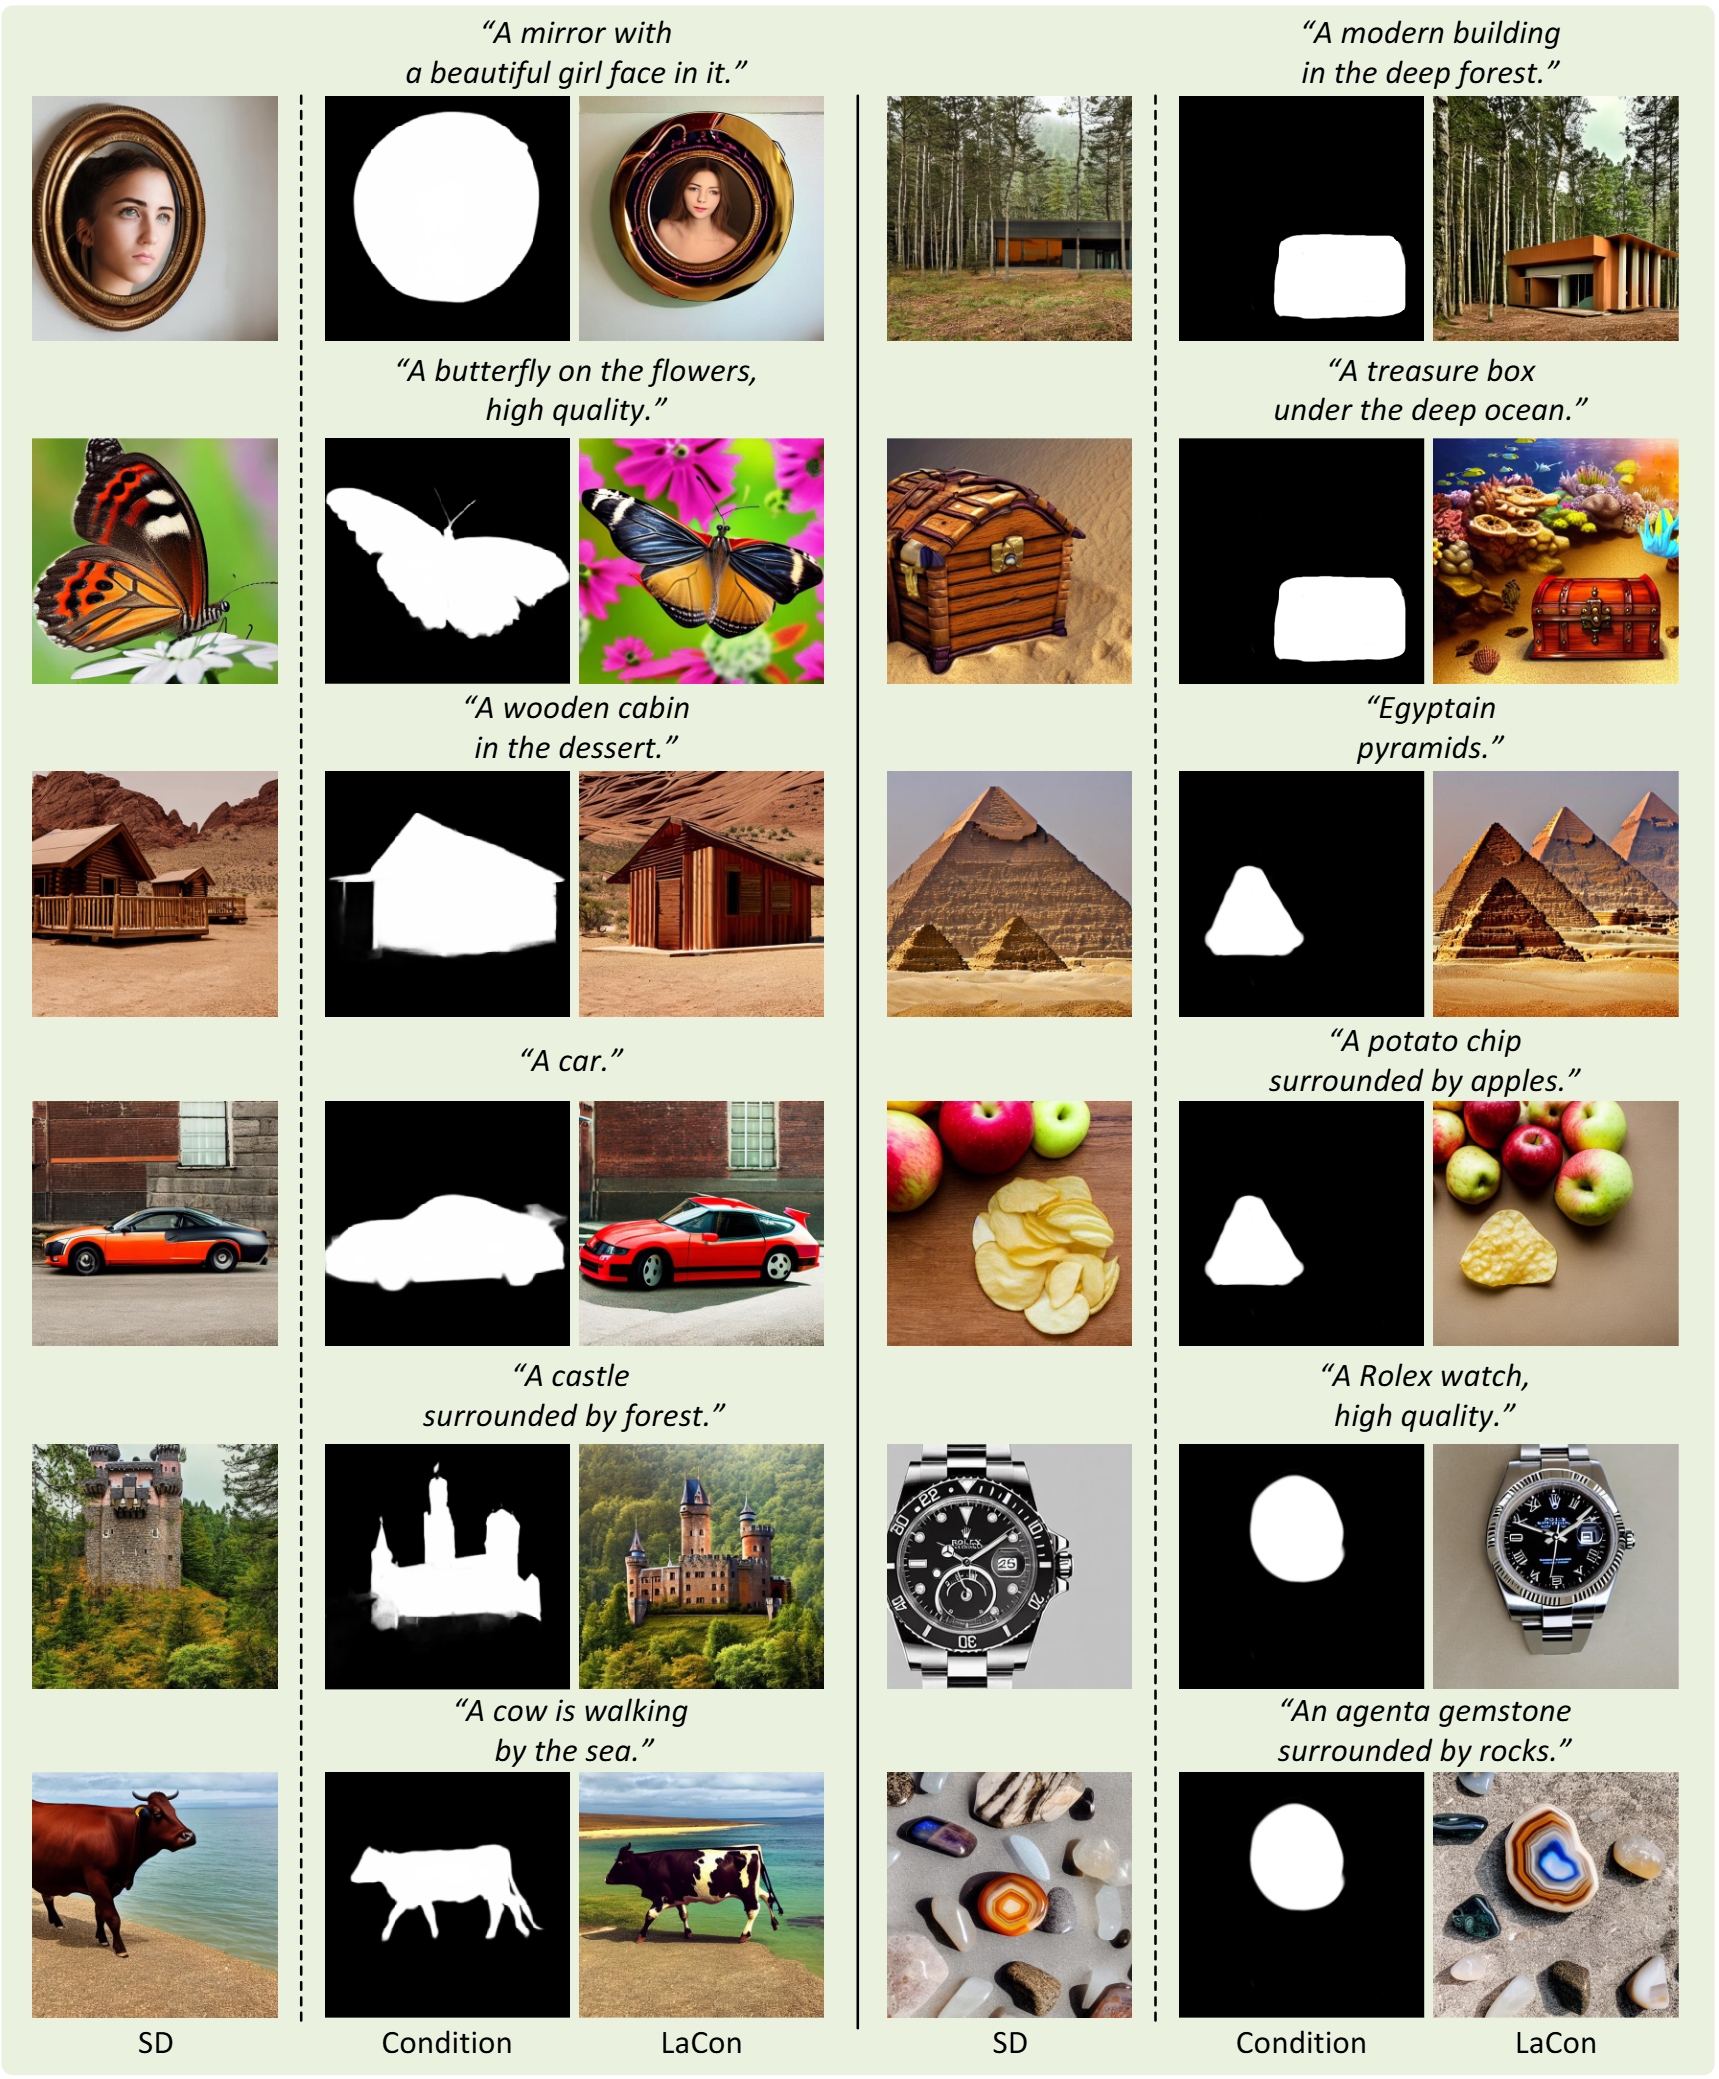 “A mirror with
a beautiful girl face in it.”
“A modern building
in the deep forest.”
“A butterfly on the flowers,
high quality.”
“A treasure box
under the deep ocean.”
“A wooden cabin
in the dessert.”
“Egyptain
pyramids.”
“A car.”
“A potato chip
surrounded by apples.”
“A castle
surrounded by forest.”
“A Rolex watch,
high quality.”
ROLEX
25
“A cow is walking
by the sea.”
“An agenta gemstone
surrounded by rocks.”
SD
Condition
LaCon
SD
Condition
LaCon